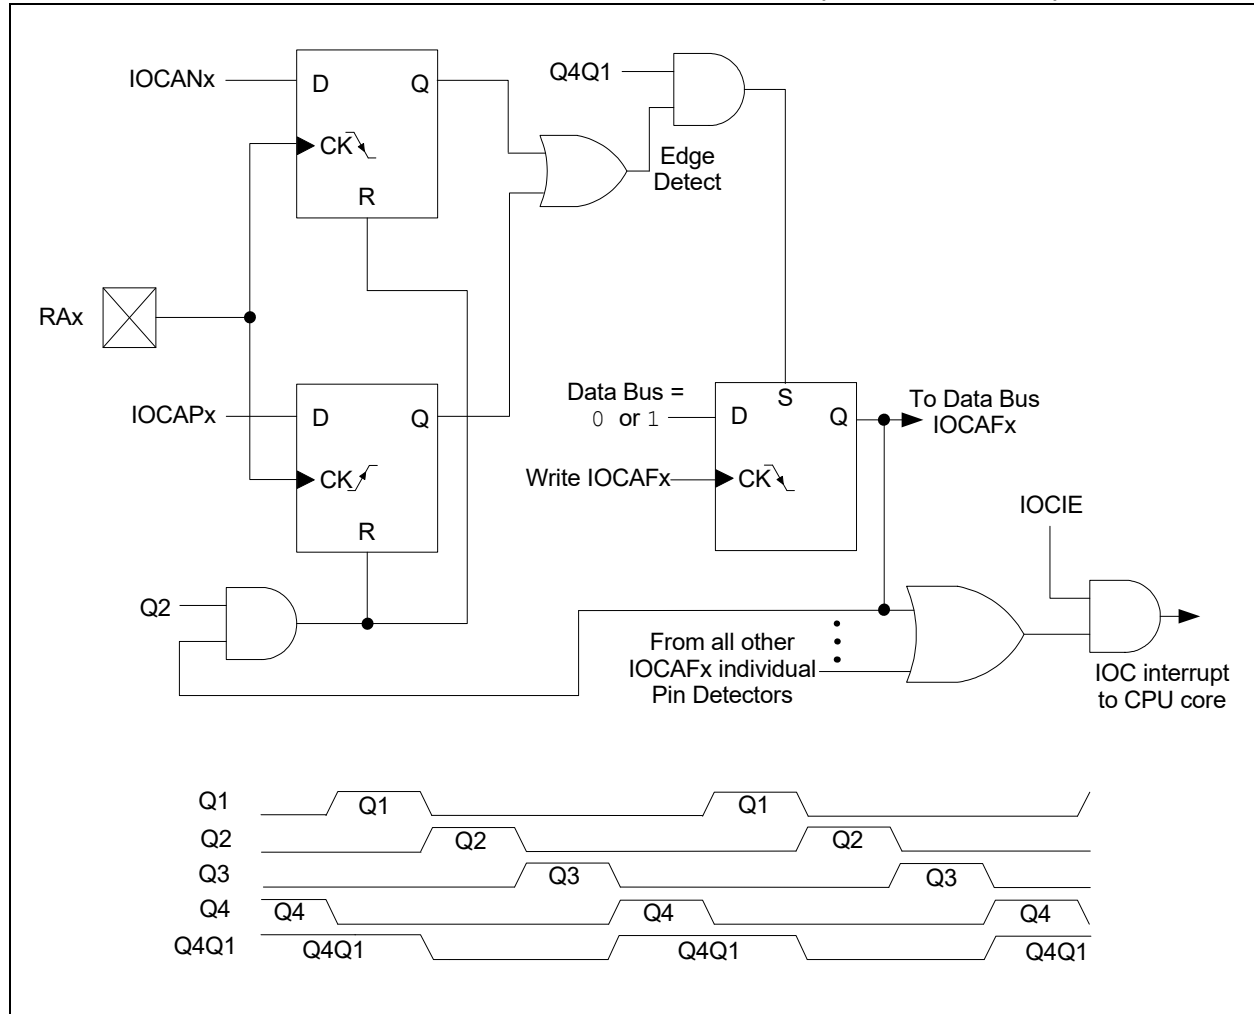 IOCANx
D
Q
CK
R
Q4Q1
Edge
Detect
RAx
IOCAPx
D
Q
CK
R
Q2
Data Bus =
0 or 1
S
D
Q
Write IOCAFx
CK
To Data Bus
IOCAFx
IOCIE
From all other
IOCAFx individual
Pin Detectors
IOC interrupt
to CPU core
Q1 Q1 Q1
Q2 Q2 Q2
Q3 Q3 Q3
Q4 Q4 Q4 Q4
Q4Q1 Q4Q1 Q4Q1 Q4Q1